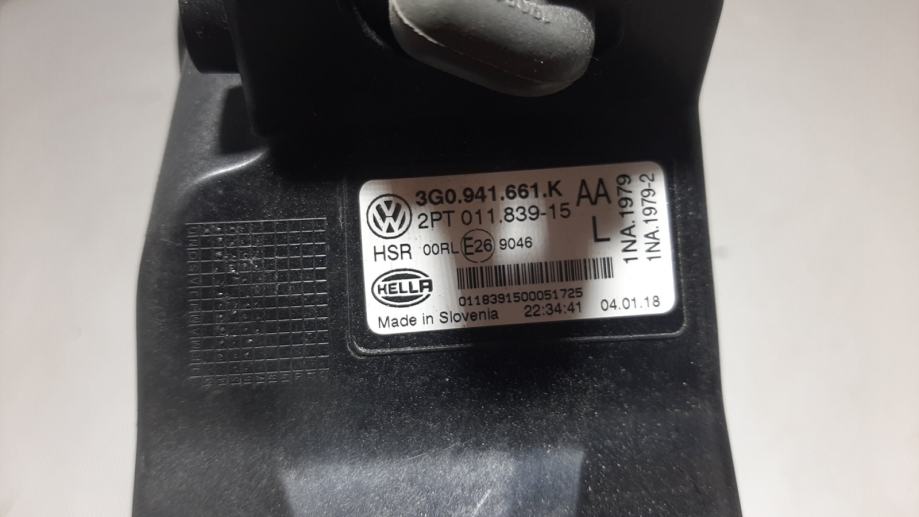 3G0.941.661.K AA
2PT 011.839-15 L
HSR 00RL E26 9046
HELLA
0118391500051725
Made in Slovenia 22:34:41 04.01.18
1NA.1979
1NA.1979-2